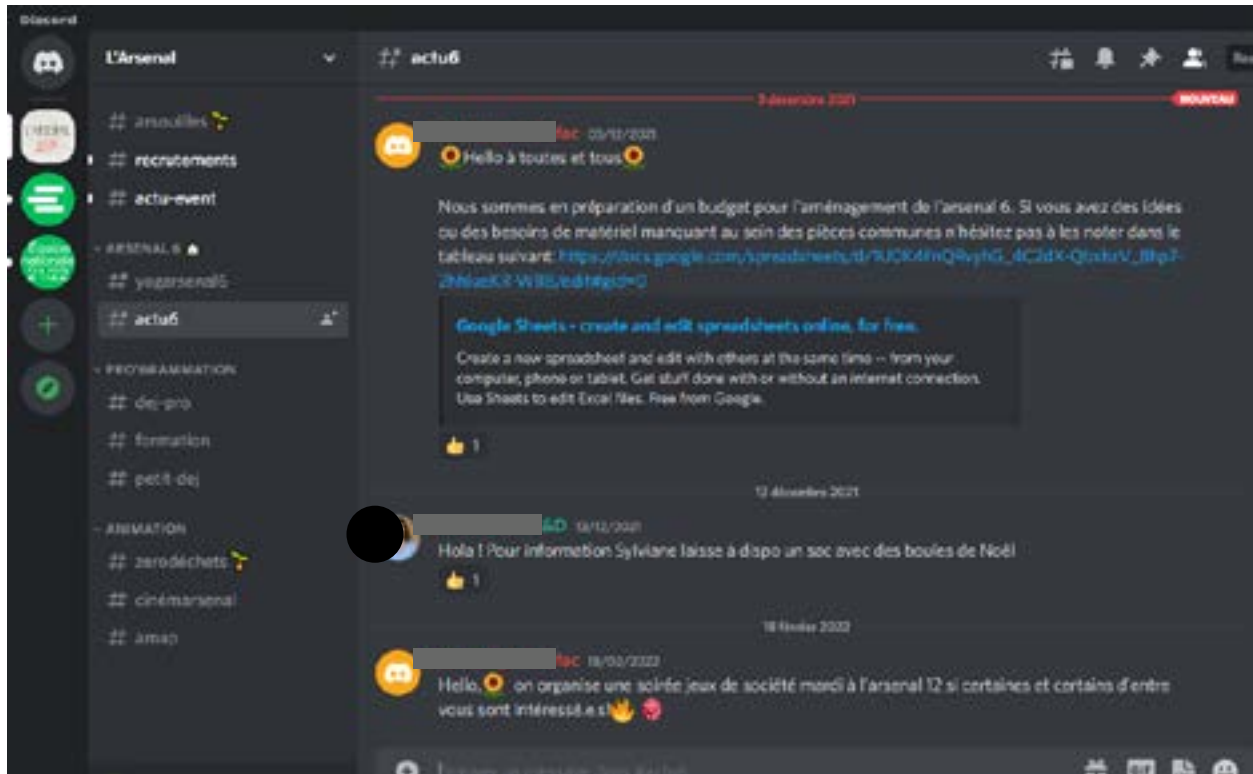 Discord
L'Arsenal
# actu6
3 décembre 2021
NOUVEAU
# recrutements
# actu-event
ARSENAL 6
# yogarsenal6
# actu6
PROGRAMMATION
# dej-pro
# formation
# petit-dej
ANIMATION
# zerodéchets
# cinémarsenal
# amap
fac 03/12/2021
🌻Hello à toutes et tous🌻
Nous sommes en préparation d'un budget pour l'aménagement de l'arsenal 6. Si vous avez des idées
ou des besoins de matériel manquant au sein des pièces communes n'hésitez pas à les noter dans le
tableau suivant:
Google Sheets - create and edit spreadsheets online, for free.
Create a new spreadsheet and edit with others at the same time -- from your
computer, phone or tablet. Get stuff done with or without an internet connection.
Use Sheets to edit Excel files. Free from Google.
👍 1
12 décembre 2021
&D
Hola ! Pour information Sylviane laisse à dispo un sac avec des boules de Noël
👍 1
18 février 2022
fac 18/02/2022
Hello,🌻 on organise une soirée jeux de société mardi à l'arsenal 12 si certaines et certains d'entre
vous sont intéressé.e.s!